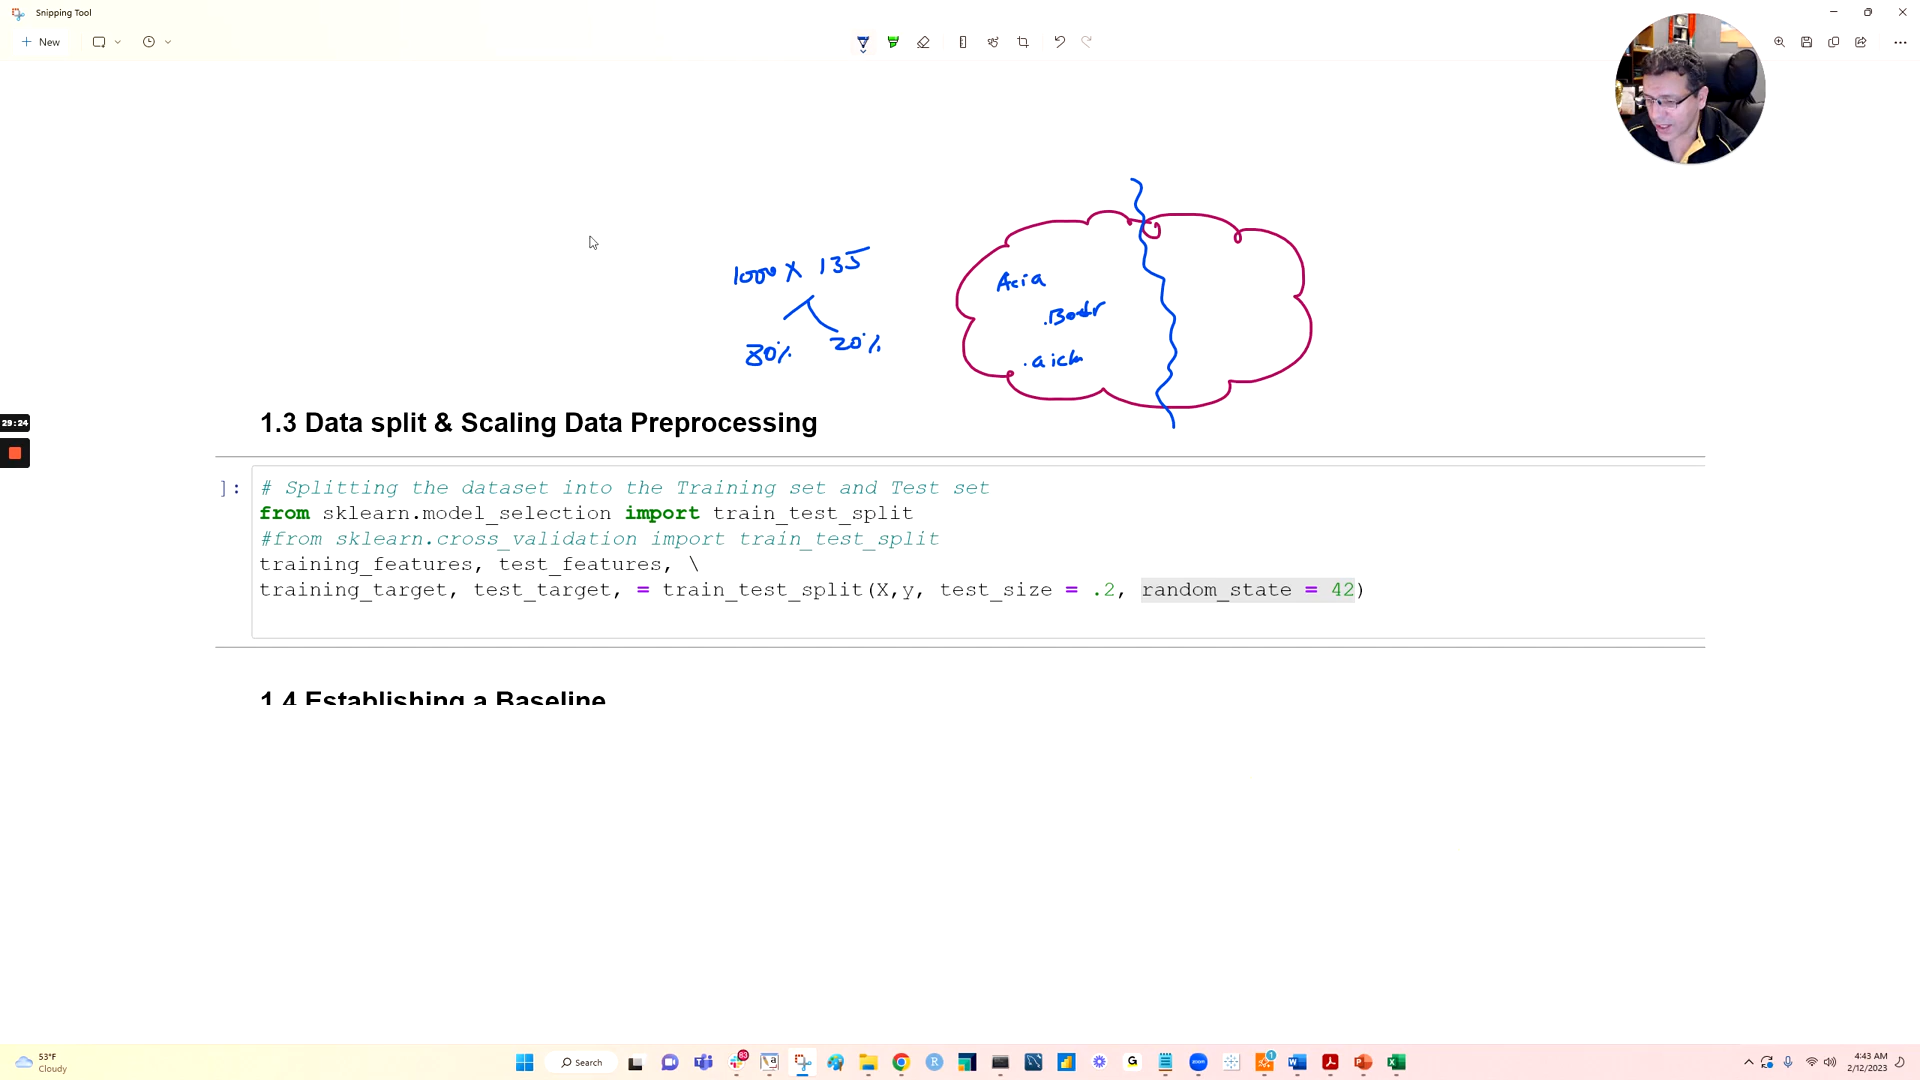 Snipping Tool
New
1000 X 135
80% 20%
Acia
29:24
1.3 Data split & Scaling Data Preprocessing
]: # Splitting the dataset into the Training set and Test set
from sklearn.model_selection import train_test_split
#from sklearn.cross_validation import train_test_split
training_features, test_features, \
training_target, test_target, = train_test_split(X,y, test_size = .2, random_state = 42)
1.4 Establishing a Baseline
53°F
Cloudy
Search
83
1
4:43 AM
2/12/2023